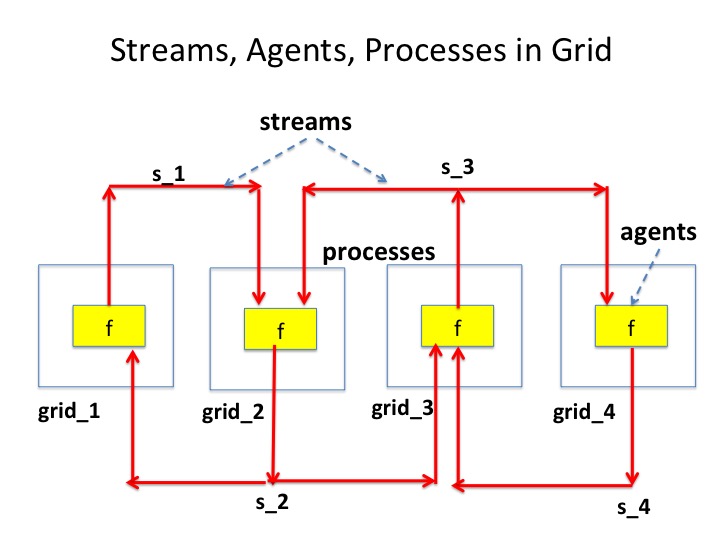 Streams, Agents, Processes in Grid
streams
s_1
s_3
agents
processes
f
f
f
f
grid_1
grid_2
grid_3
grid_4
s_2
s_4